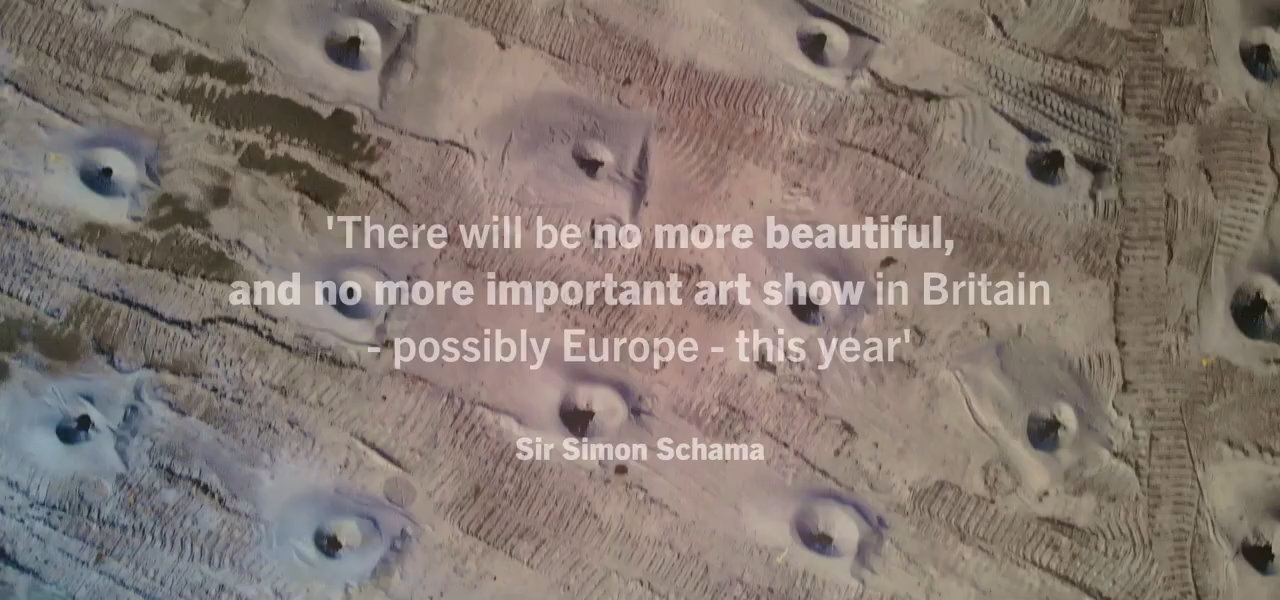 'There will be no more beautiful,
and no more important art show in Britain
- possibly Europe - this year'
Sir Simon Schama